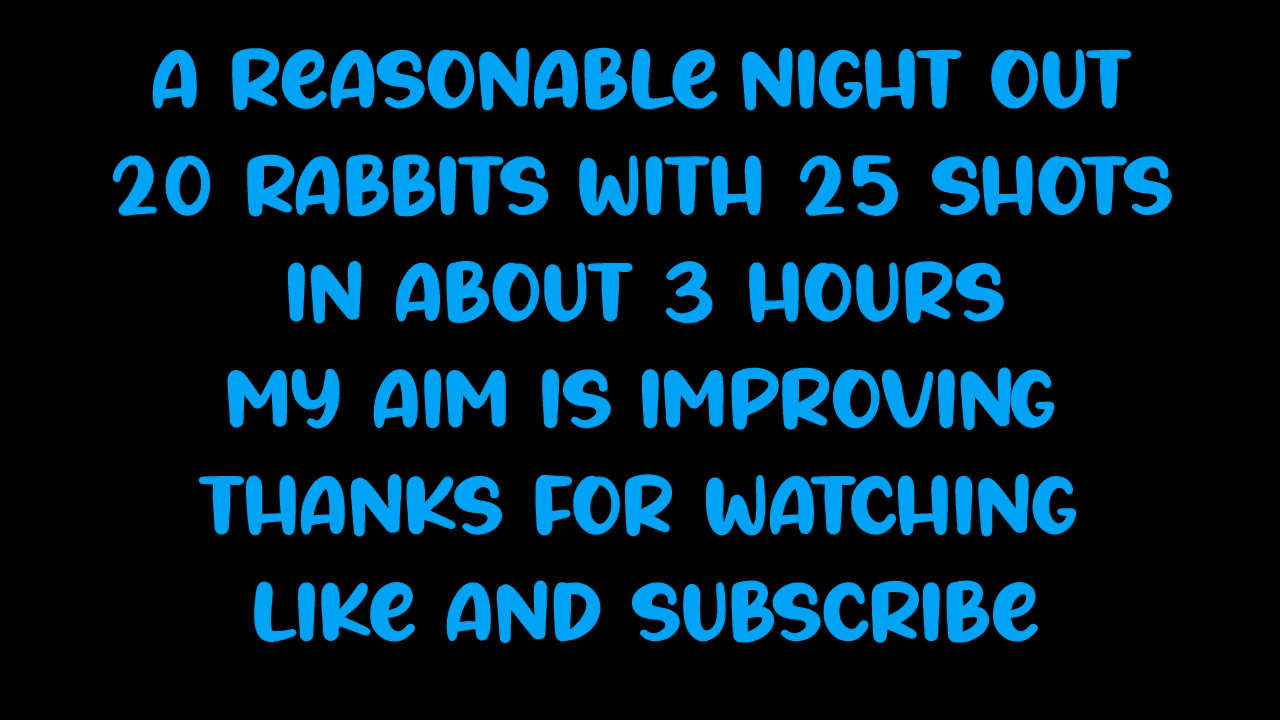 A REASONABLE NIGHT OUT
20 RABBITS WITH 25 SHOTS
IN ABOUT 3 HOURS
MY AIM IS IMPROVING
THANKS FOR WATCHING
LIKE AND SUBSCRIBE